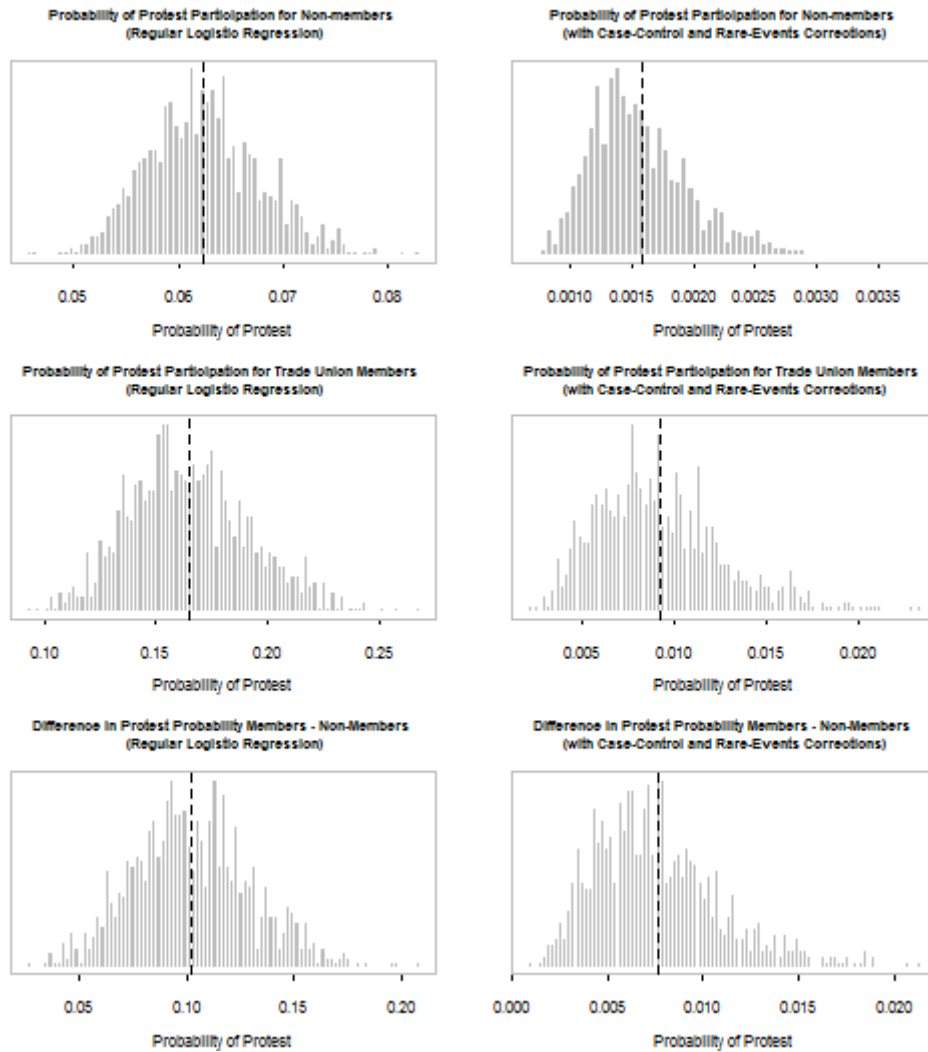 Probability of Protest Participation for Non-members
(Regular Logistic Regression)
0.05 0.06 0.07 0.08
Probability of Protest
Probability of Protest Participation for Non-members
(with Case-Control and Rare-Events Corrections)
0.0010 0.0015 0.0020 0.0025 0.0030 0.0035
Probability of Protest
Probability of Protest Participation for Trade Union Members
(Regular Logistic Regression)
0.10 0.15 0.20 0.25
Probability of Protest
Probability of Protest Participation for Trade Union Members
(with Case-Control and Rare-Events Corrections)
0.005 0.010 0.015 0.020
Probability of Protest
Difference in Protest Probability Members - Non-Members
(Regular Logistic Regression)
0.05 0.10 0.15 0.20
Probability of Protest
Difference in Protest Probability Members - Non-Members
(with Case-Control and Rare-Events Corrections)
0.000 0.005 0.010 0.015 0.020
Probability of Protest